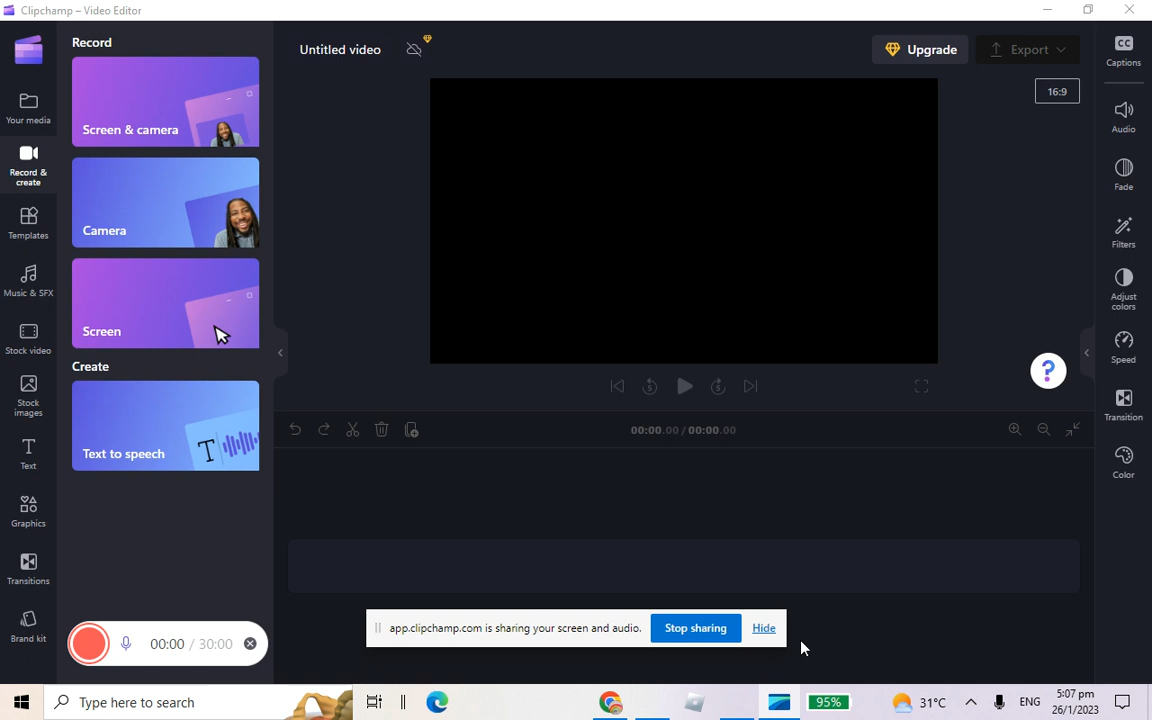 Clipchamp – Video Editor
Record
Untitled video
Upgrade
Export
CC
Captions
16:9
Your media
Screen & camera
Audio
Record &
create
Fade
Templates
Camera
Filters
Music & SFX
Adjust
colors
Screen
Stock video
Speed
Create
?
5
5
Stock
images
Transition
00:00.00 / 00:00.00
T
Text
Text to speech
T
Color
Graphics
Transitions
Brand kit
00:00 / 30:00
app.clipchamp.com is sharing your screen and audio.
Stop sharing
Hide
Type here to search
95%
31°C
ENG
5:07 pm
26/1/2023